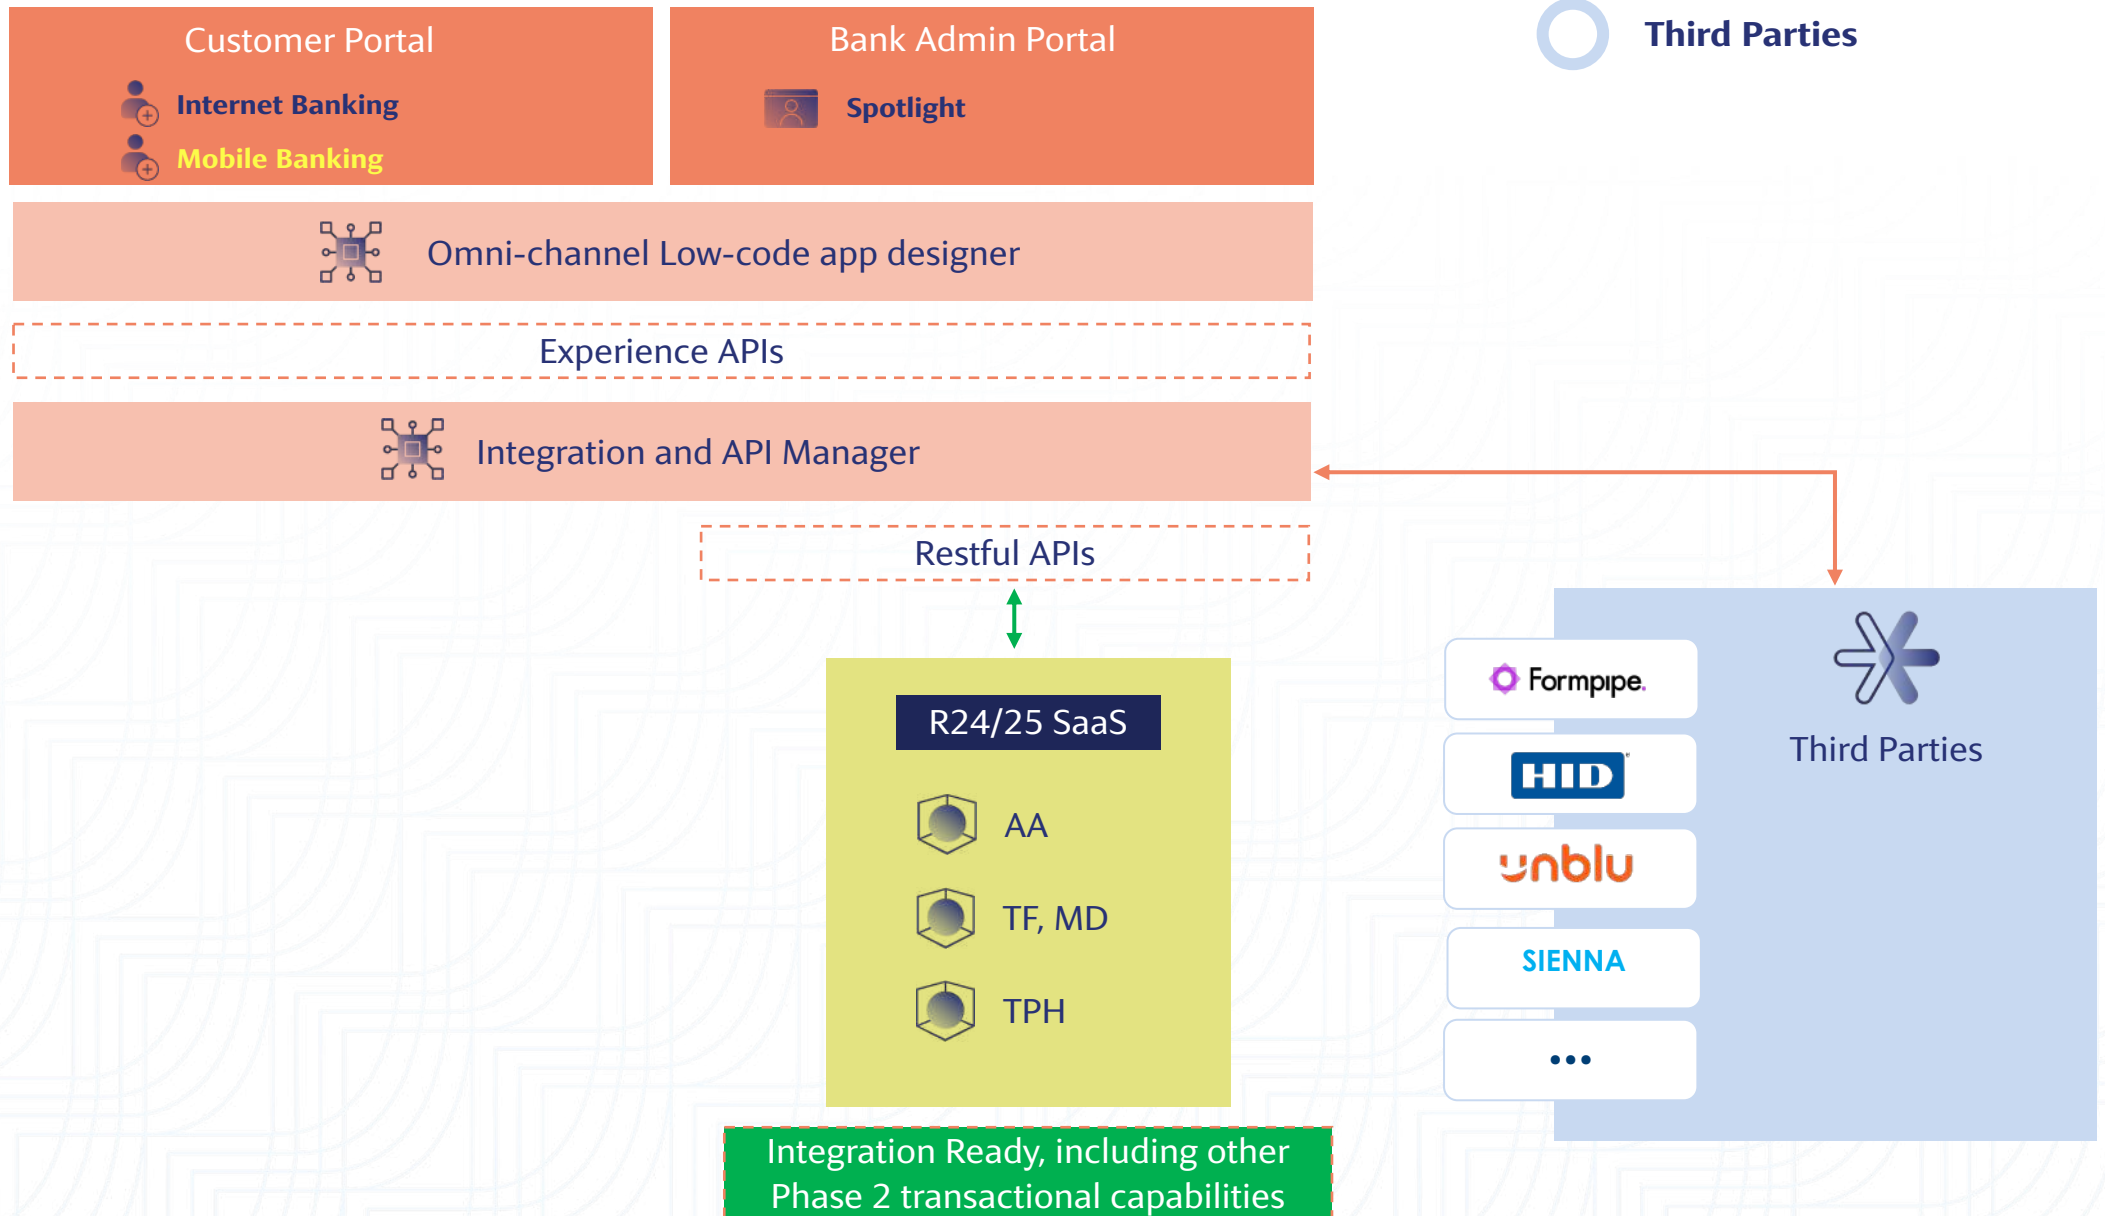 Customer Portal
Internet Banking
Mobile Banking
Bank Admin Portal
Spotlight
Third Parties
Omni-channel Low-code app designer
Experience APIs
Integration and API Manager
Restful APIs
R24/25 SaaS
AA
TF, MD
TPH
Integration Ready, including other
Phase 2 transactional capabilities
Formpipe.
HID
unblu
SIENNA
...
Third Parties